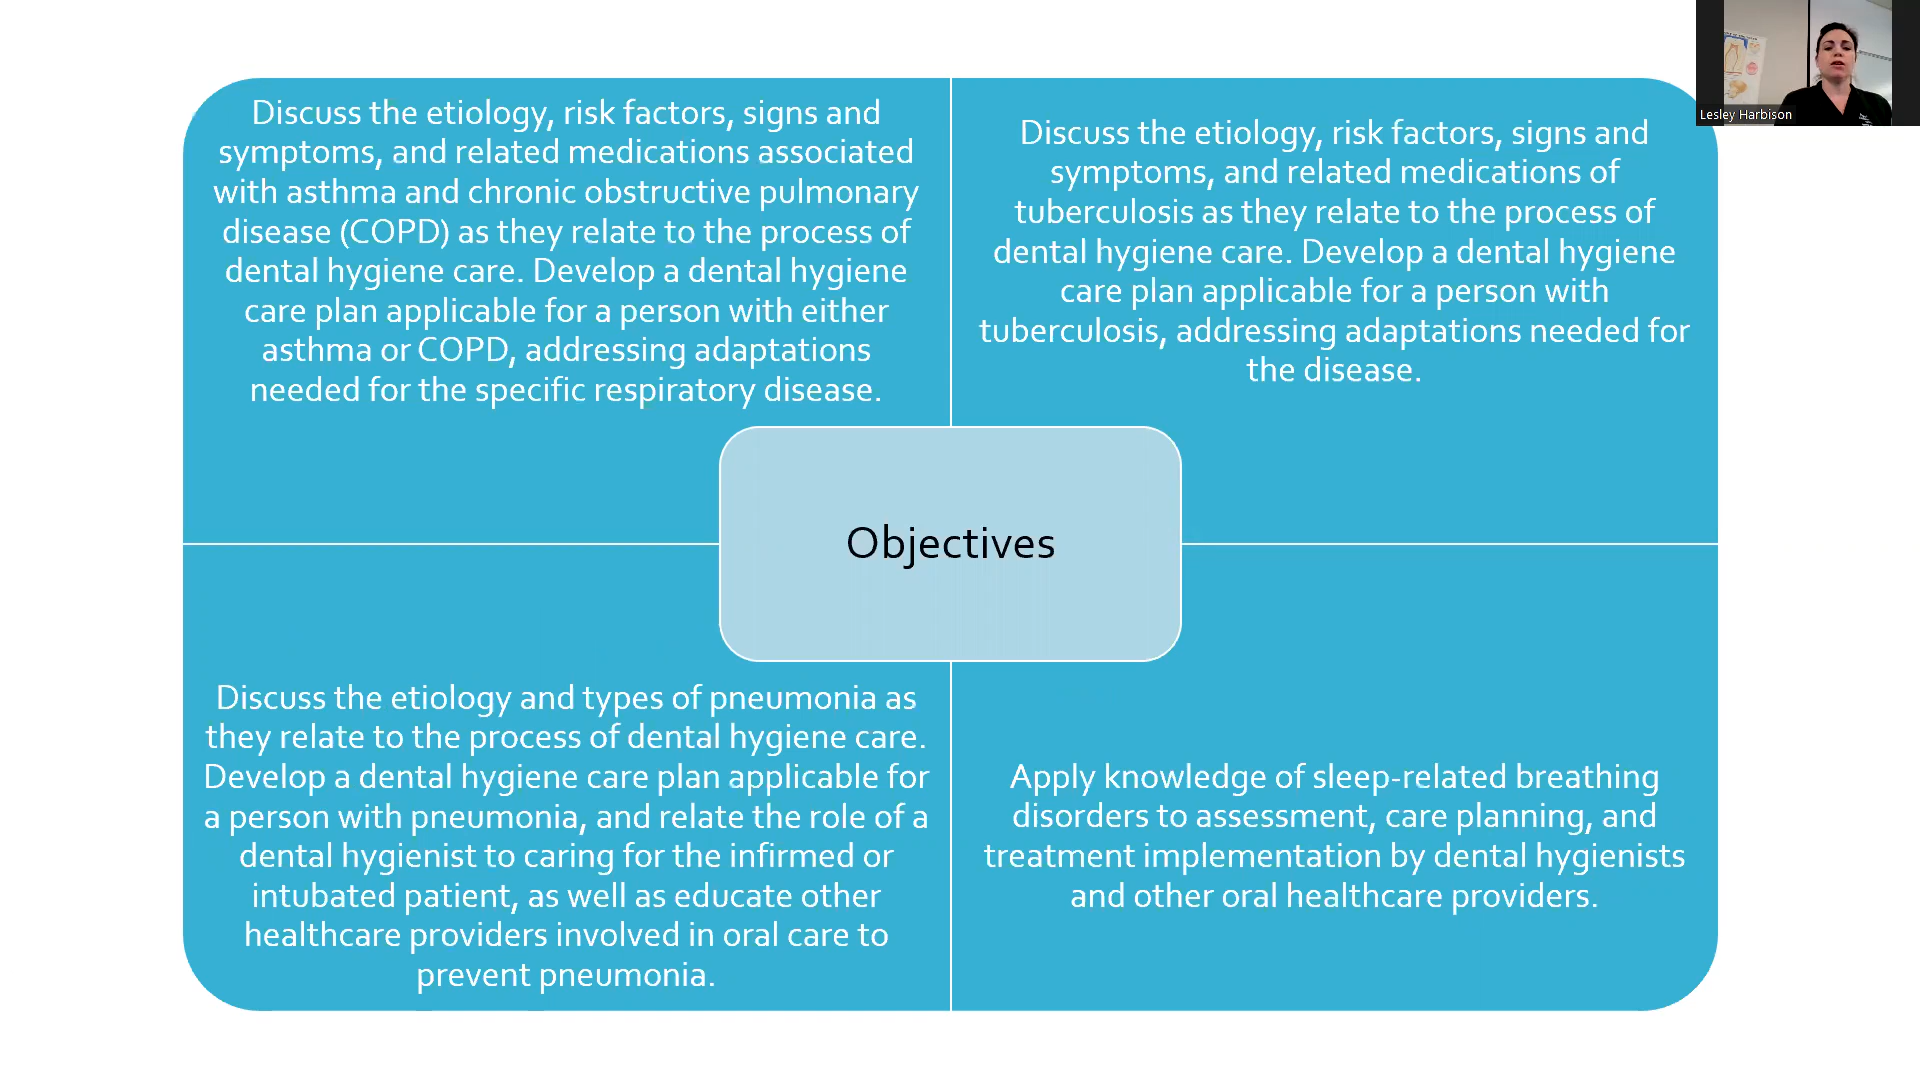 Discuss the etiology, risk factors, signs and
symptoms, and related medications associated
with asthma and chronic obstructive pulmonary
disease (COPD) as they relate to the process of
dental hygiene care. Develop a dental hygiene
care plan applicable for a person with either
asthma or COPD, addressing adaptations
needed for the specific respiratory disease.
Discuss the etiology, risk factors, signs and
symptoms, and related medications of
tuberculosis as they relate to the process of
dental hygiene care. Develop a dental hygiene
care plan applicable for a person with
tuberculosis, addressing adaptations needed for
the disease.
Objectives
Discuss the etiology and types of pneumonia as
they relate to the process of dental hygiene care.
Develop a dental hygiene care plan applicable for
a person with pneumonia, and relate the role of a
dental hygienist to caring for the infirmed or
intubated patient, as well as educate other
healthcare providers involved in oral care to
prevent pneumonia.
Apply knowledge of sleep-related breathing
disorders to assessment, care planning, and
treatment implementation by dental hygienists
and other oral healthcare providers.
Lesley Harbison